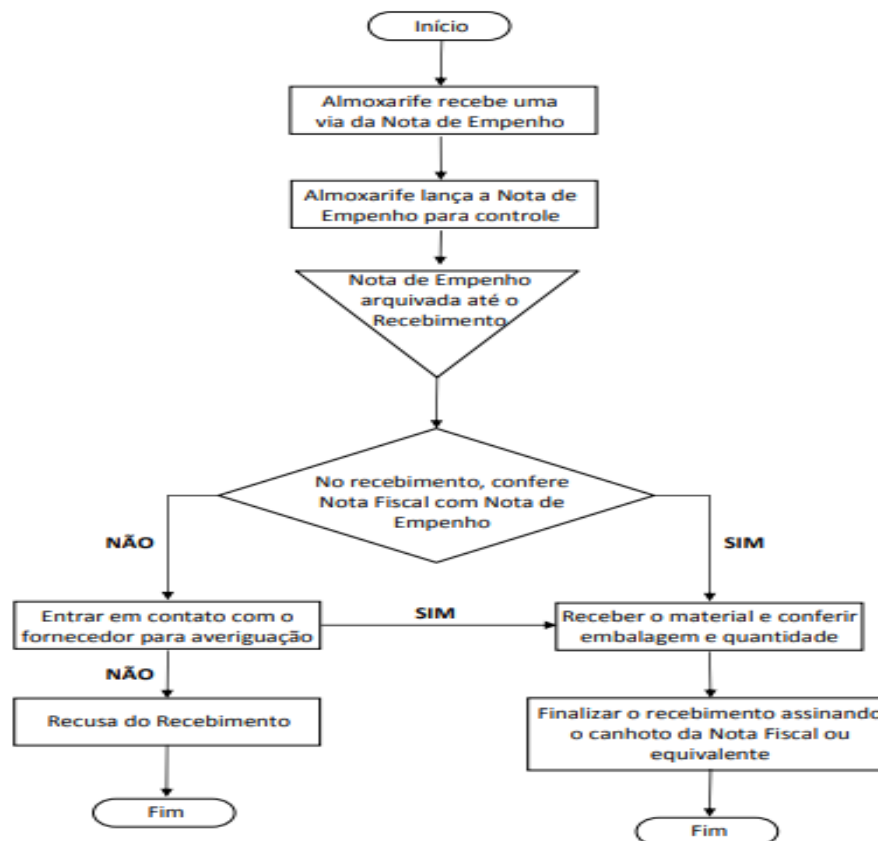 Início
Almoxarife recebe uma
via da Nota de Empenho
Almoxarife lança a Nota de
Empenho para controle
Nota de Empenho
arquivada até o
Recebimento
No recebimento, confere
Nota Fiscal com Nota de
Empenho
NÃO
SIM
Entrar em contato com o
fornecedor para averiguação
SIM
Receber o material e conferir
embalagem e quantidade
NÃO
Recusa do Recebimento
Finalizar o recebimento assinando
o canhoto da Nota Fiscal ou
equivalente
Fim
Fim